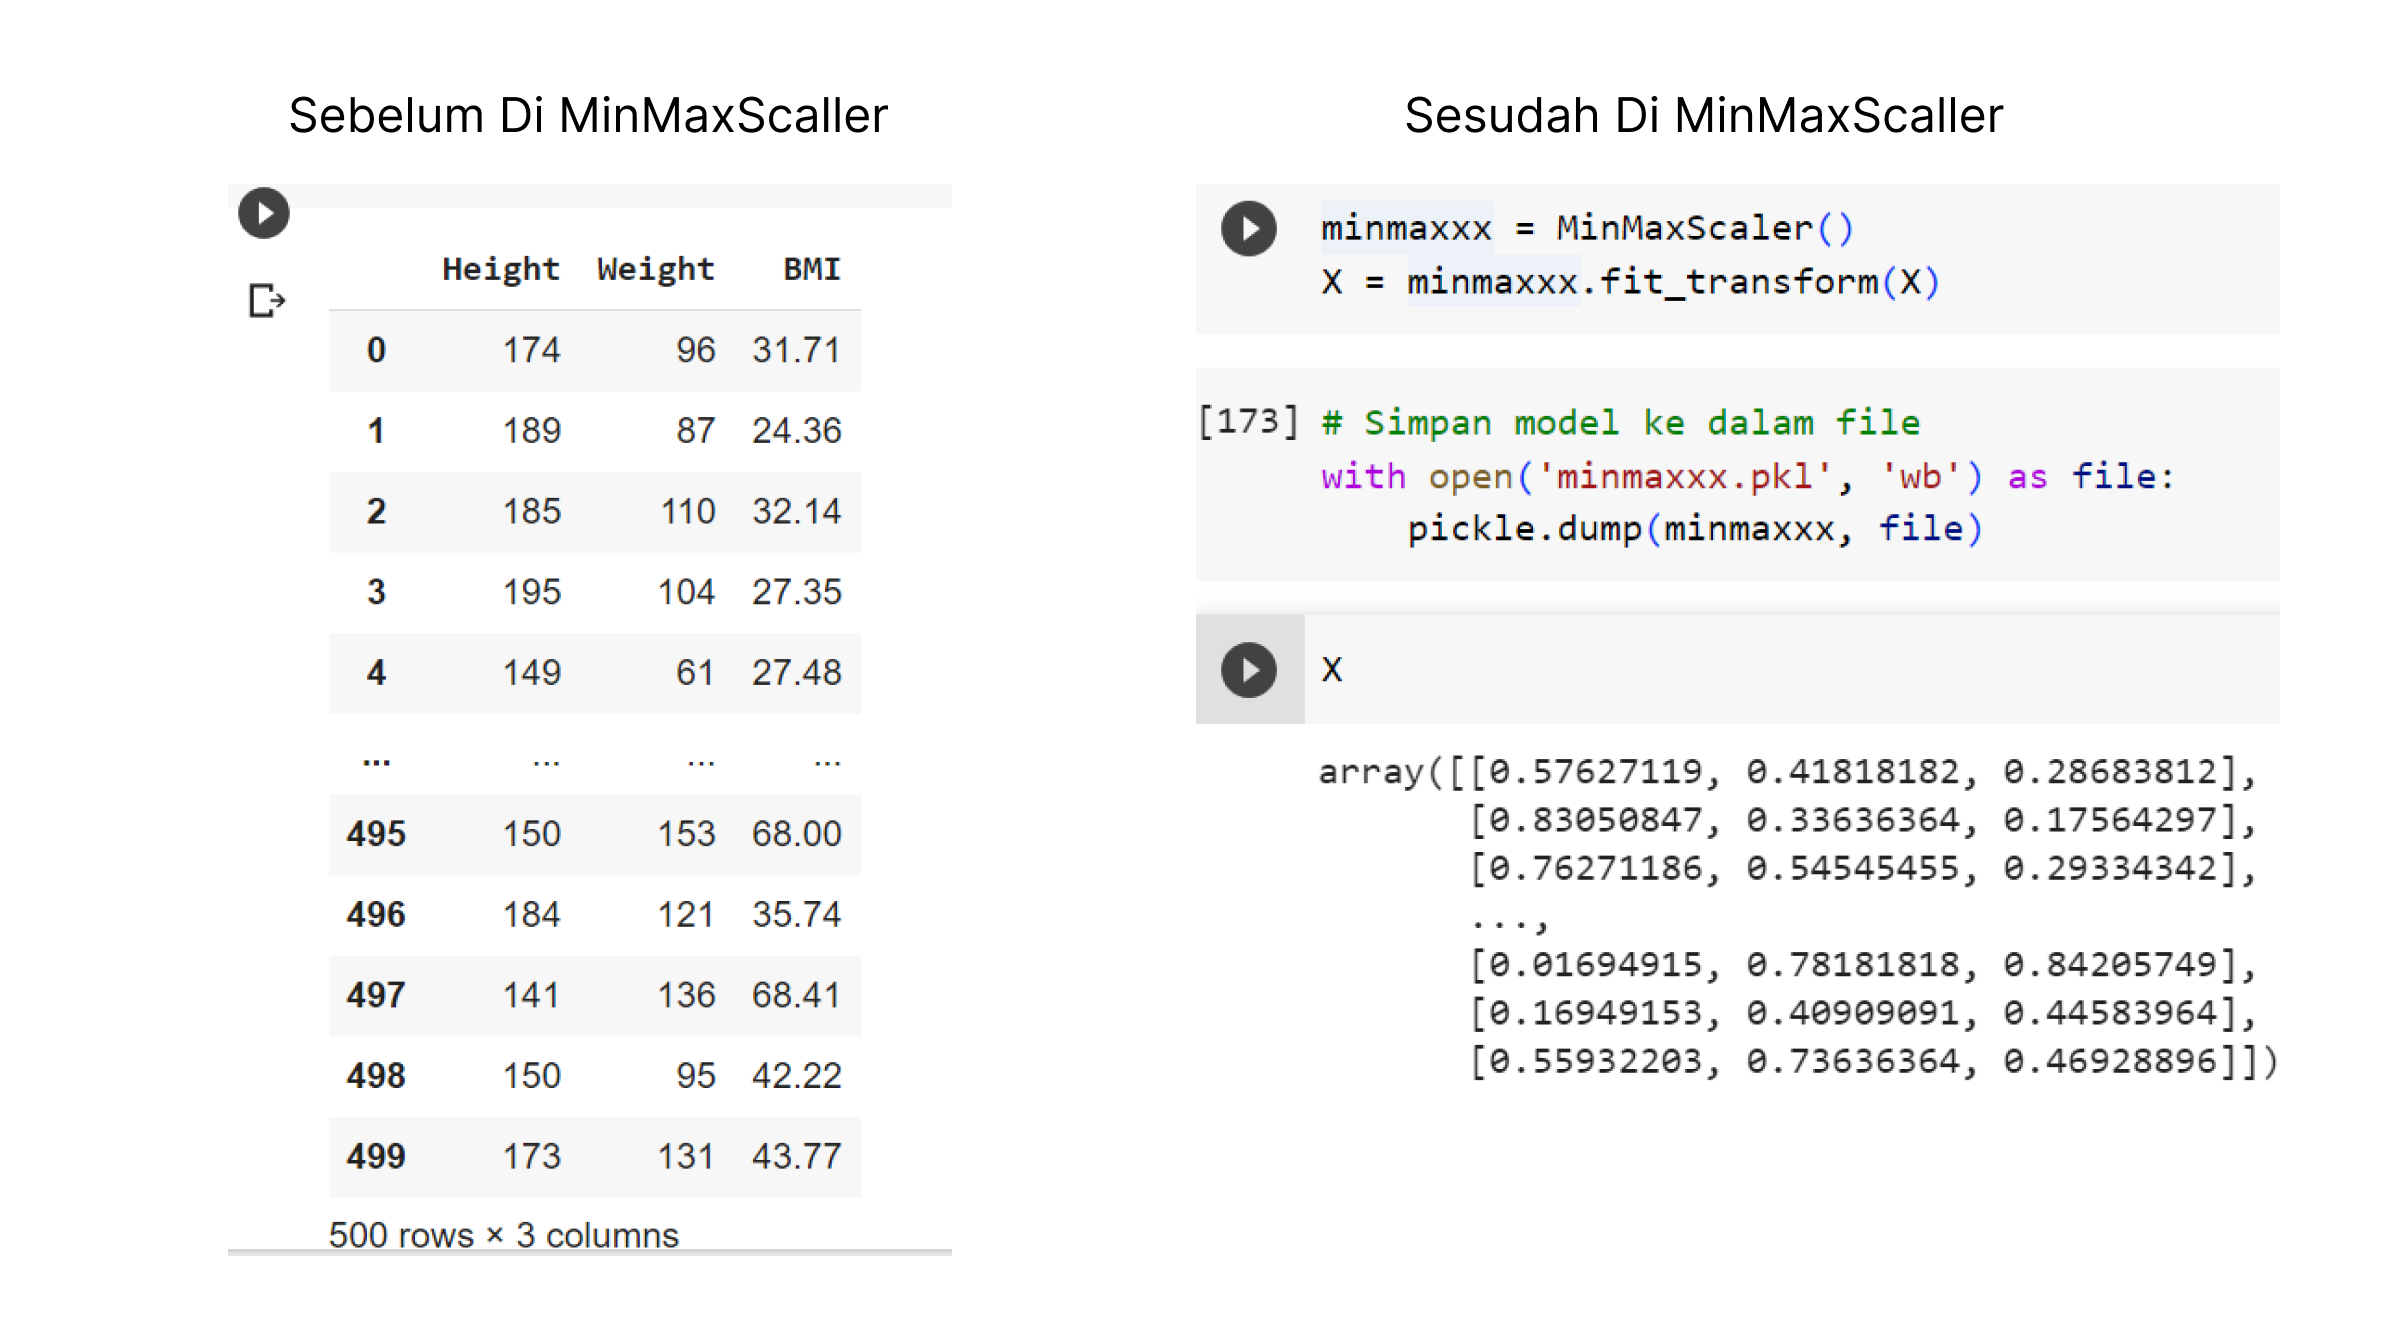 Sebelum Di MinMaxScaller
Height Weight BMI
0 174 96 31.71
1 189 87 24.36
2 185 110 32.14
3 195 104 27.35
4 149 61 27.48
... ... ... ...
495 150 153 68.00
496 184 121 35.74
497 141 136 68.41
498 150 95 42.22
499 173 131 43.77
500 rows × 3 columns
Sesudah Di MinMaxScaller
minmaxxx = MinMaxScaler()
X = minmaxxx.fit_transform(X)
[173] # Simpan model ke dalam file
with open('minmaxxx.pkl', 'wb') as file:
    pickle.dump(minmaxxx, file)
X
array([[0.57627119, 0.41818182, 0.28683812],
[0.83050847, 0.33636364, 0.17564297],
[0.76271186, 0.54545455, 0.29334342],
...,
[0.01694915, 0.78181818, 0.84205749],
[0.16949153, 0.40909091, 0.44583964],
[0.55932203, 0.73636364, 0.46928896]])